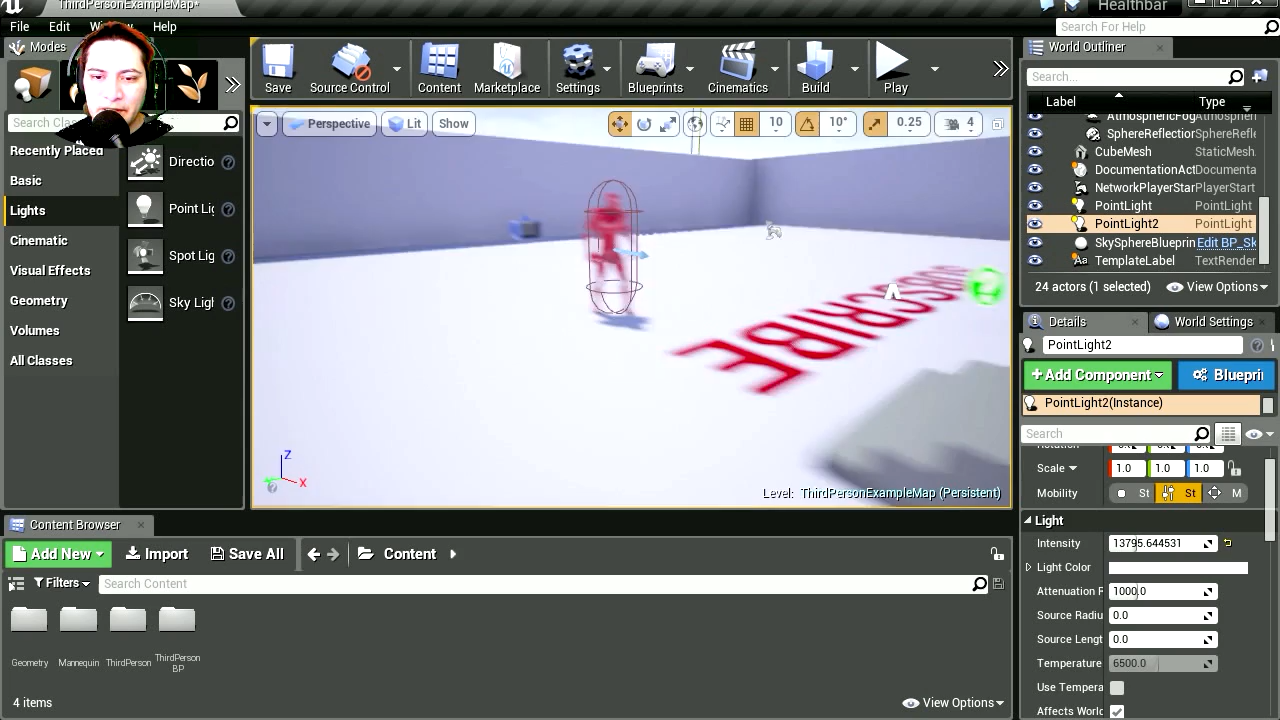 ThirdPersonExampleMap*
Healthbar
File Edit Help
Search For Help
Modes
Save
Source Control
Content
Marketplace
Settings
Blueprints
Cinematics
Build
Play
World Outliner
Search...
Label Type
Perspective
Lit
Show
10
10°
0.25
4
Recently Placed
Basic
Lights
Cinematic
Visual Effects
Geometry
Volumes
All Classes
Directio
Point Lig
Spot Lig
Sky Ligh
SphereReflection SphereRefle
CubeMesh StaticMesh
DocumentationAct Documenta
NetworkPlayerStar PlayerStart
PointLight PointLight
PointLight2 PointLight
SkySphereBlueprin Edit BP_Sk
TemplateLabel TextRender
24 actors (1 selected)
View Options
Details
World Settings
PointLight2
+Add Component
Blueprin
PointLight2(Instance)
Search
Scale 1.0 1.0 1.0
Mobility St St M
Light
Intensity 13795.644531
Light Color
Attenuation R 1000.0
Source Radiu 0.0
Source Lengt 0.0
Temperature 6500.0
Use Tempera
Affects World
Z
X
Level: ThirdPersonExampleMap (Persistent)
Content Browser
Add New
Import
Save All
Content
Filters
Search Content
Geometry
Mannequin
ThirdPerson
ThirdPerson
BP
4 items
View Options